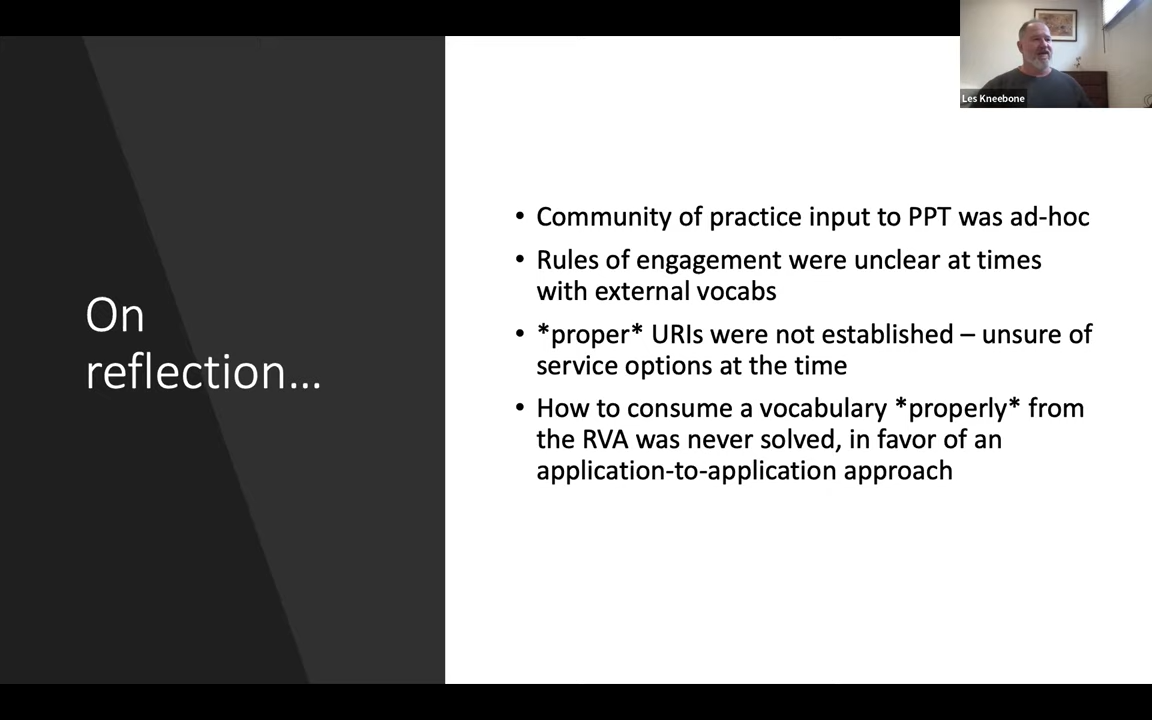 Les Kneebone
On
reflection...
• Community of practice input to PPT was ad-hoc
• Rules of engagement were unclear at times
with external vocabs
• *proper* URIs were not established – unsure of
service options at the time
• How to consume a vocabulary *properly* from
the RVA was never solved, in favor of an
application-to-application approach